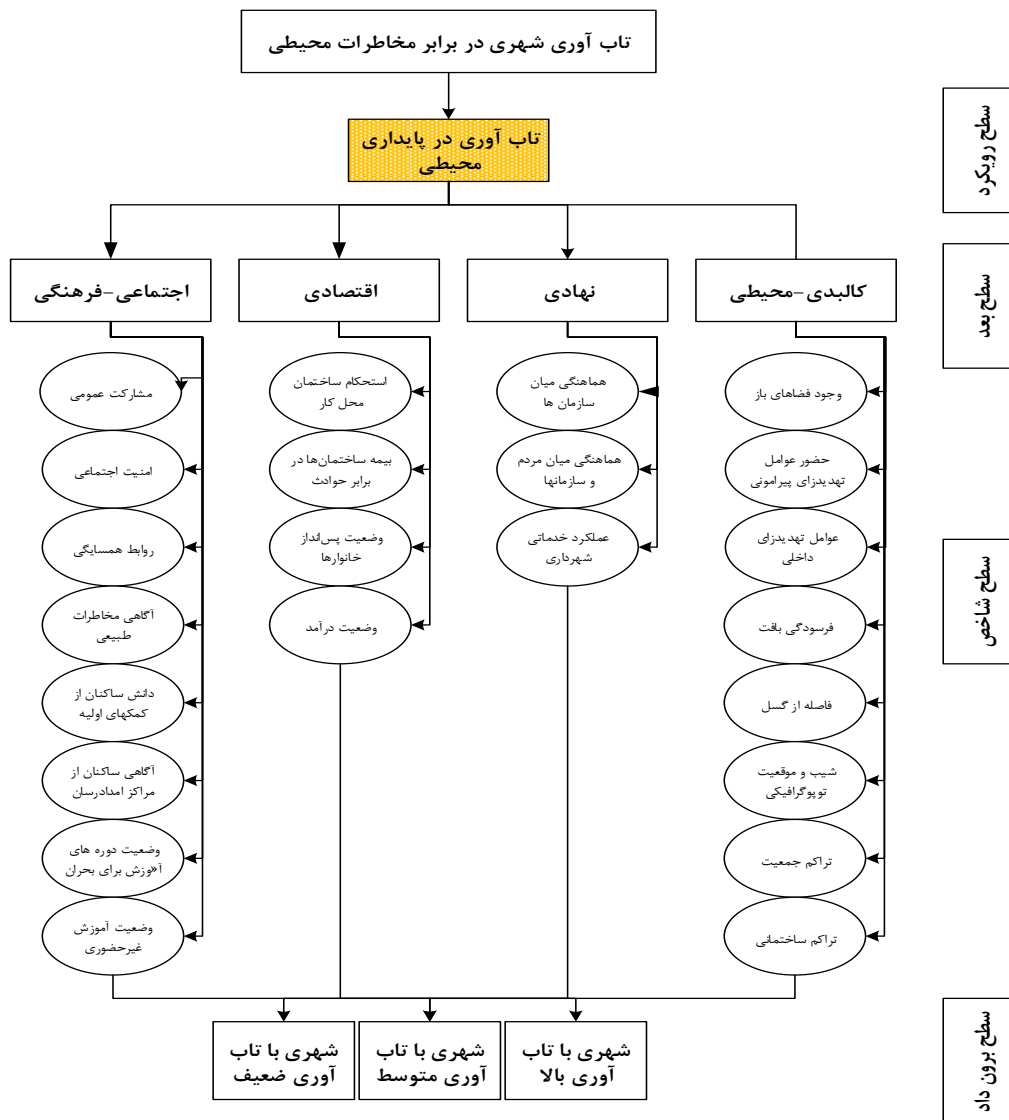 تاب آوری شهری در برابر مخاطرات محیطی
سطح رویکرد
تاب آوری در پایداری
محیطی
سطح بعد
کالبدی-محیطی
نهادی
اقتصادی
اجتماعی-فرهنگی
سطح شاخص
وجود فضاهای باز
حضور عوامل
تهدیدزای پیرامونی
عوامل تهدیدزای
داخلی
فرسودگی بافت
فاصله از گسل
شیب و موقعیت
توپوگرافیکی
تراکم جمعیت
تراکم ساختمانی
هماهنگی میان
سازمان ها
هماهنگی میان مردم
و سازمانها
عملکرد خدماتی
شهرداری
استحکام ساختمان
محل کار
بیمه ساختمان‌ها در
برابر حوادث
وضعیت پس‌انداز
خانوارها
وضعیت درآمد
مشارکت عمومی
امنیت اجتماعی
روابط همسایگی
آگاهی مخاطرات
طبیعی
دانش ساکنان از
کمکهای اولیه
آگاهی ساکنان از
مراکز امدادرسان
وضعیت دوره های
آ«وزش برای بحران
وضعیت آموزش
غیرحضوری
سطح برون داد
شهری با تاب
آوری بالا
شهری با تاب
آوری متوسط
شهری با تاب
آوری ضعیف